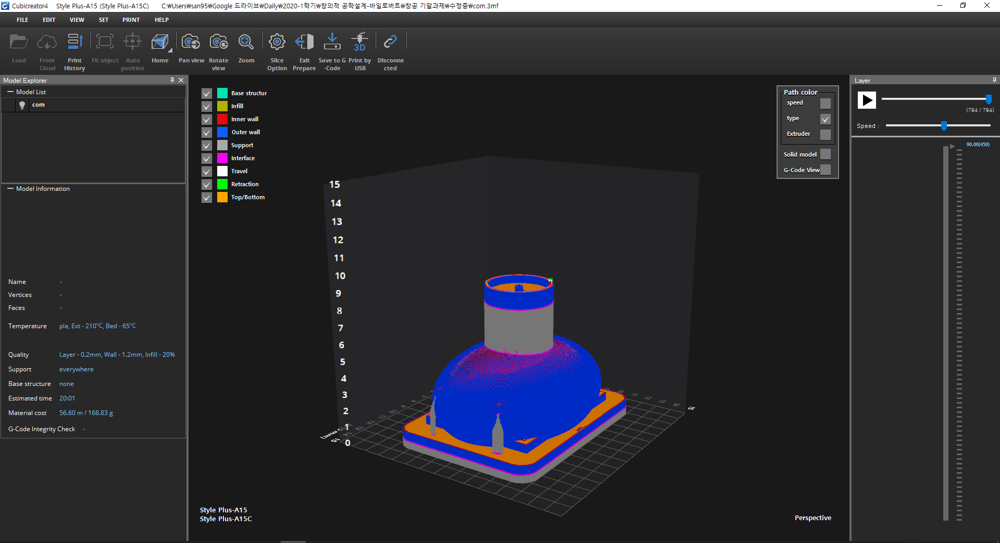 Cubicreator4 Style Plus-A15 (Style Plus-A15C) C:₩Users₩san95₩Google 드라이브₩Daily₩2020-1학기₩창의적 공학설계-바일로버트₩창공 기말과제₩수정중₩com.3mf
FILE EDIT VIEW SET PRINT HELP
Load
From Cloud
Print History
Fit object
Auto position
Home
Pan view
Rotate view
Zoom
Slice Option
Exit Prepare
Save to G-Code
3D
Print by USB
Disconnected
Model Explorer
Model List
com
Model Information
Name -
Vertices -
Faces -
Temperature pla, Ext - 210℃, Bed - 65℃
Quality Layer - 0.2mm, Wall - 1.2mm, Infill - 20%
Support everywhere
Base structure none
Estimated time 20:01
Material cost 56.60 m / 168.83 g
G-Code Integrity Check -
Base structur
Infill
Inner wall
Outer wall
Support
Interface
Travel
Retraction
Top/Bottom
15
14
13
12
11
10
9
8
7
6
5
4
3
2
1
0
15
15
Style Plus-A15
Style Plus-A15C
Perspective
Path color
speed
type
Extruder
Solid model
G-Code View
Layer
(794 / 794)
Speed :
90.00(450)